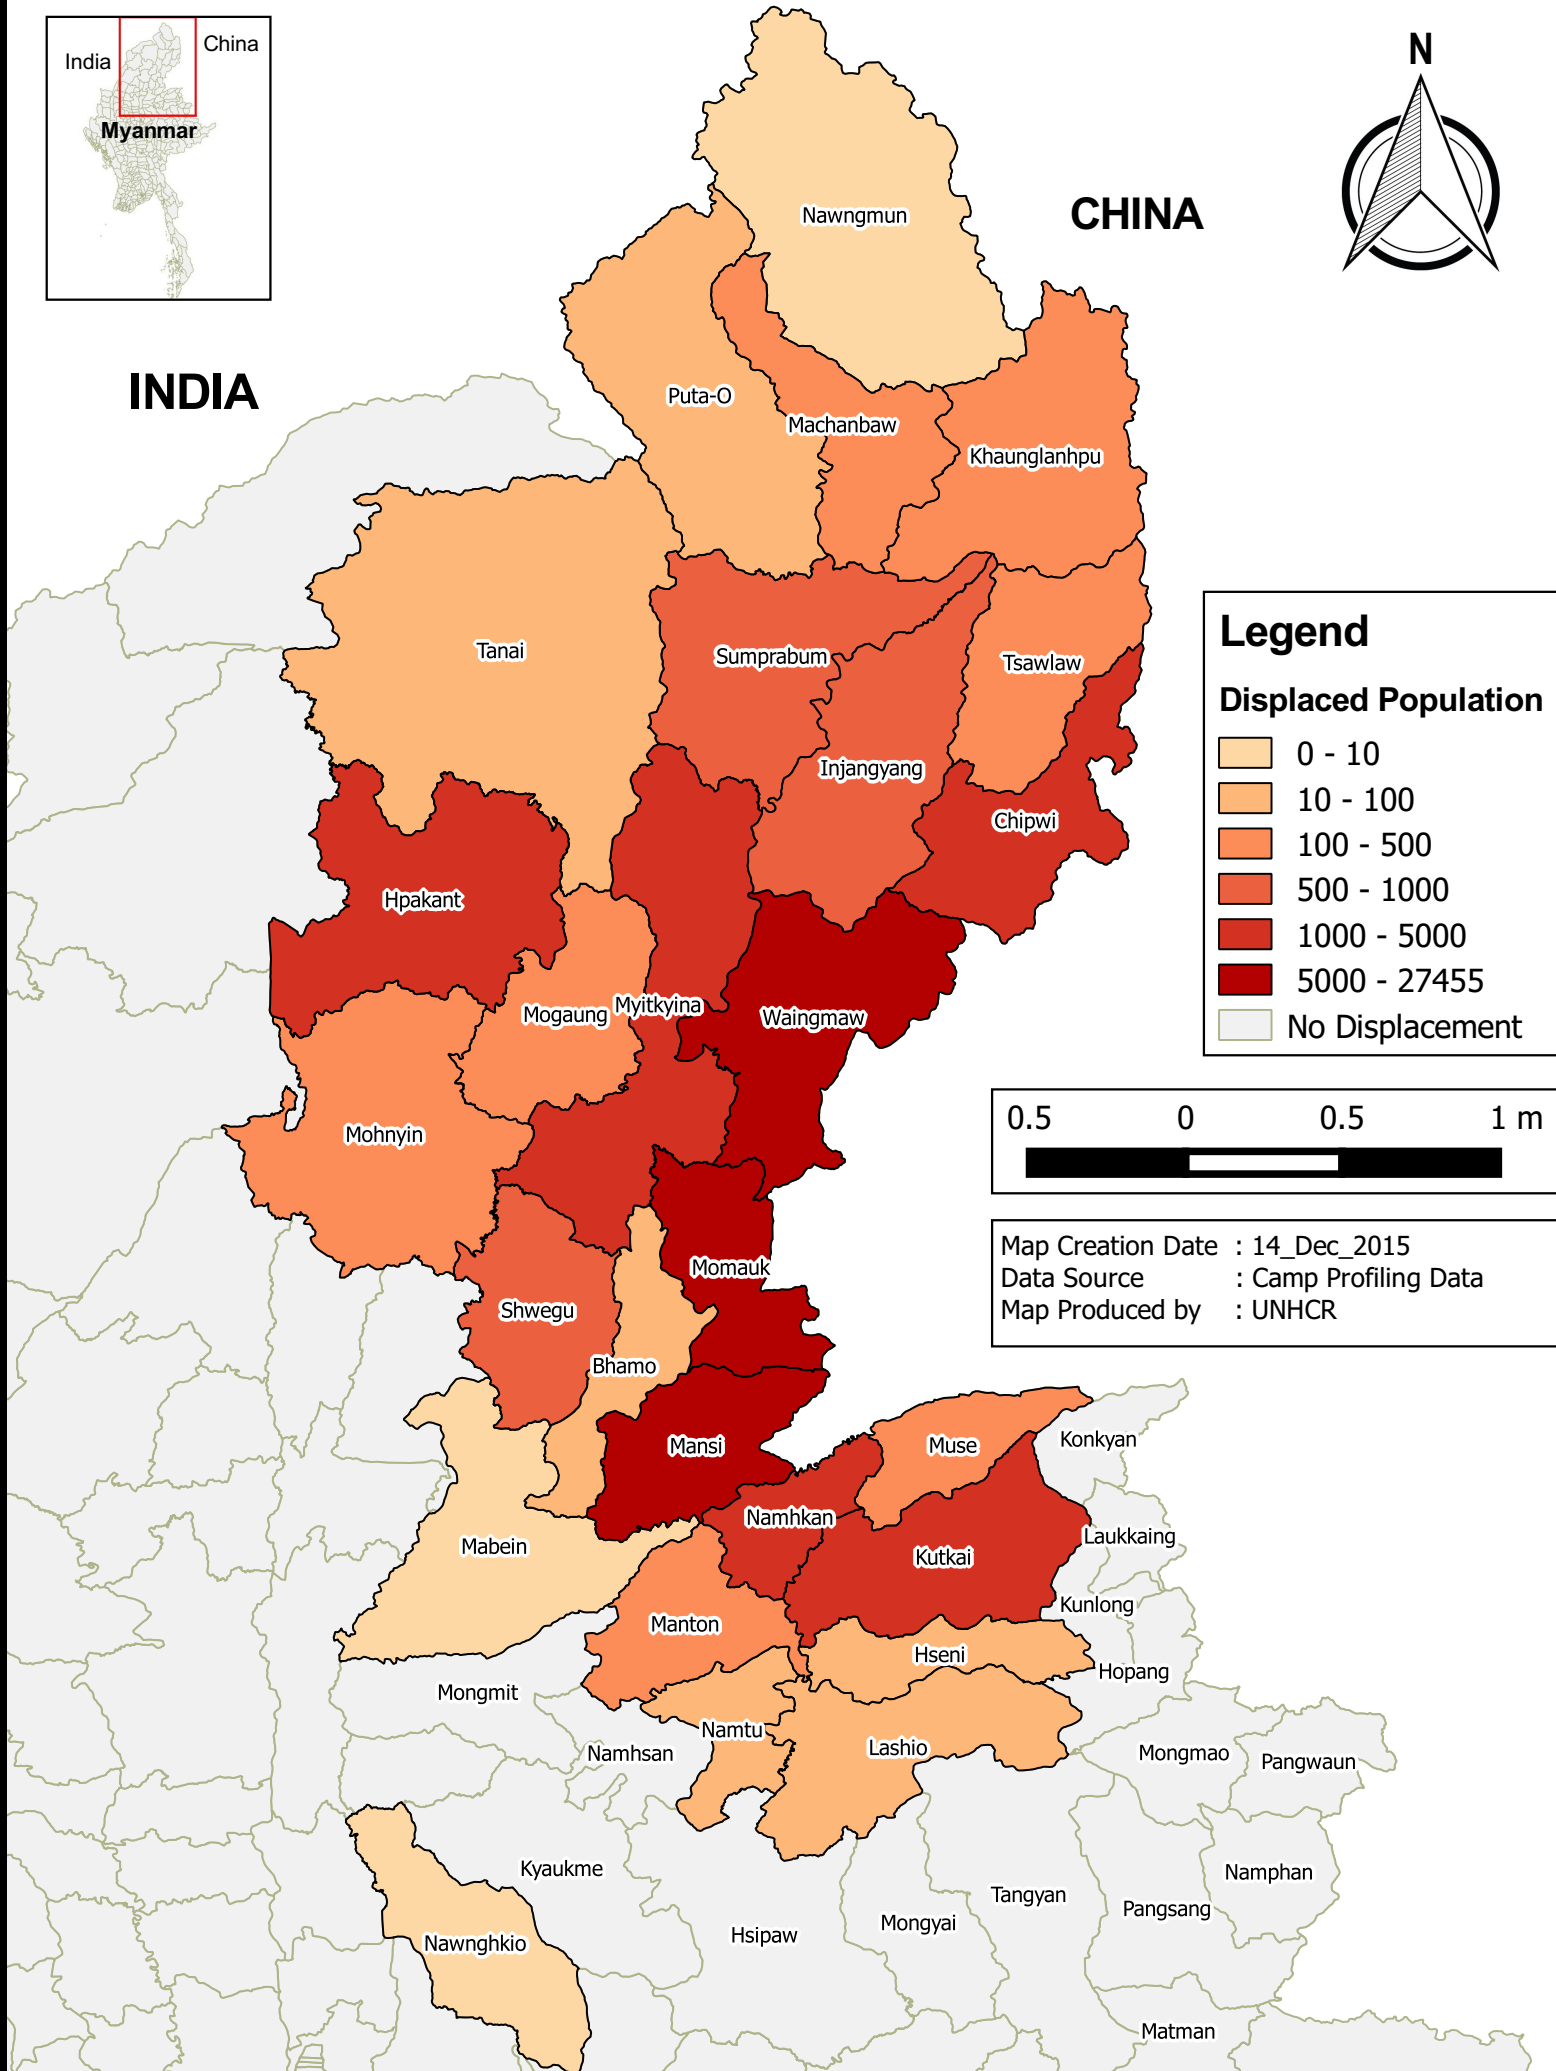 India
China
Myanmar
N
INDIA
CHINA
Nawngmun
Puta-O
Machanbaw
Khaunglanhpu
Tanai
Sumprabum
Tsawlaw
Injangyang
Chipwi
Hpakant
Mogaung
Myitkyina
Waingmaw
Mohnyin
Momauk
Shwegu
Bhamo
Mansi
Muse
Konkyan
Namhkan
Laukkaing
Mabein
Kutkai
Kunlong
Manton
Hseni
Hopang
Mongmit
Namtu
Namhsan
Lashio
Mongmao
Pangwaun
Kyaukme
Namphan
Tangyan
Pangsang
Mongyai
Hsipaw
Nawnghkio
Matman
Legend
Displaced Population
0 - 10
10 - 100
100 - 500
500 - 1000
1000 - 5000
5000 - 27455
No Displacement
0.5 0 0.5 1 m
Map Creation Date : 14_Dec_2015
Data Source : Camp Profiling Data
Map Produced by : UNHCR